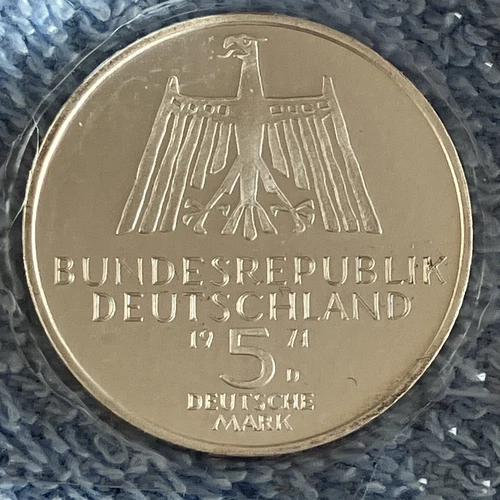 BUNDESREPUBLIK
DEUTSCHLAND
19 5 71
D
DEUTSCHE
MARK